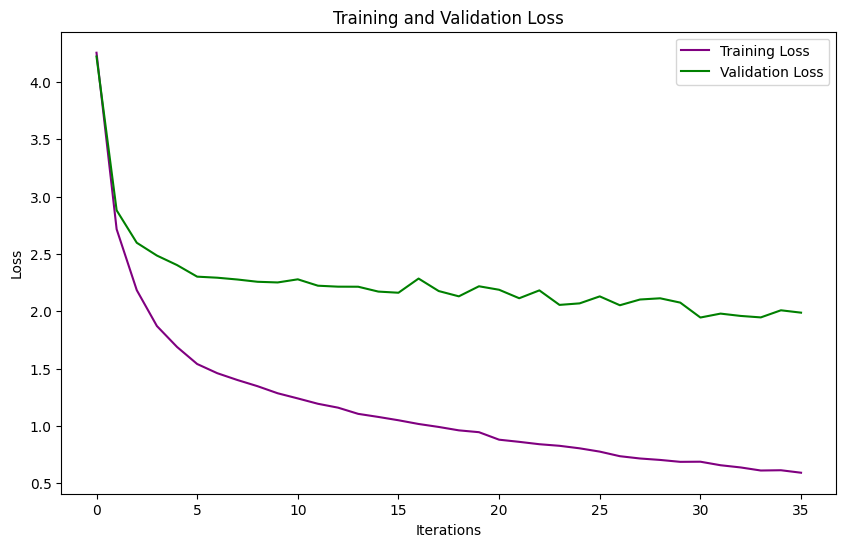 Training and Validation Loss
Training Loss
Validation Loss
Loss
4.0
3.5
3.0
2.5
2.0
1.5
1.0
0.5
0 5 10 15 20 25 30 35
Iterations